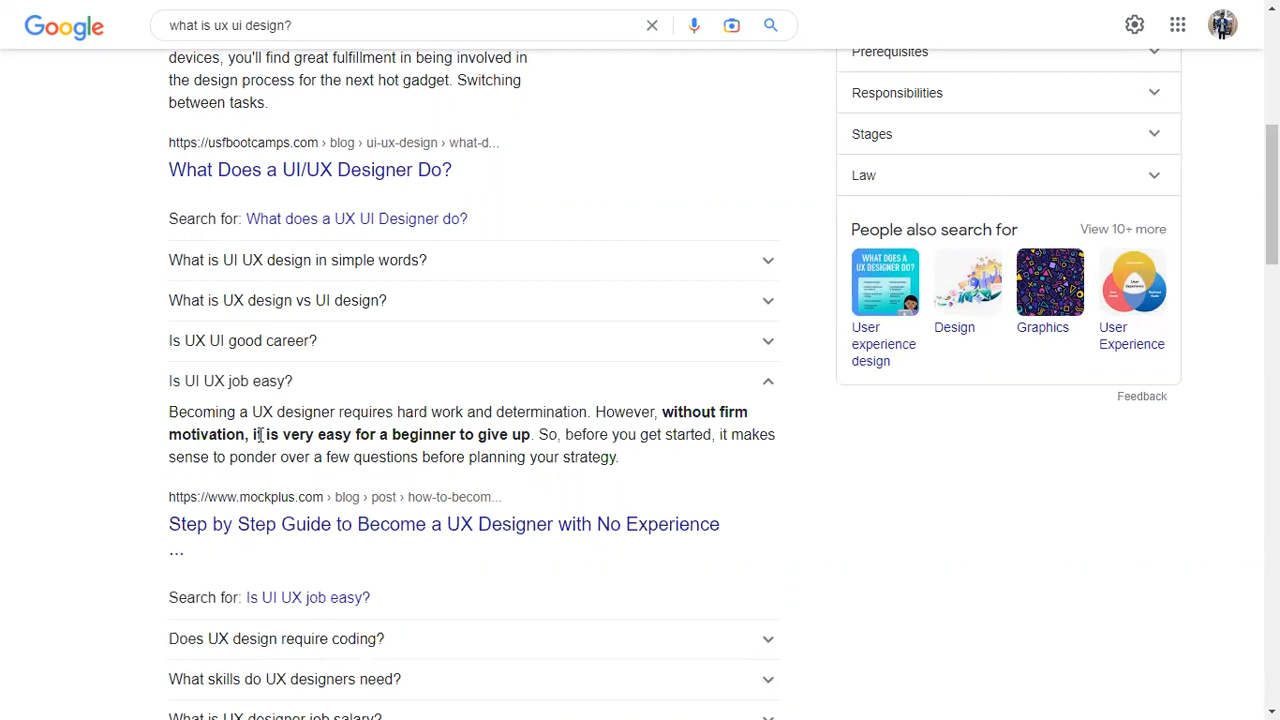 Google
what is ux ui design?
devices, you'll find great fulfillment in being involved in
the design process for the next hot gadget. Switching
between tasks.
https://usfbootcamps.com › blog › ui-ux-design › what-d...
What Does a UI/UX Designer Do?
Search for: What does a UX UI Designer do?
What is UI UX design in simple words?
What is UX design vs UI design?
Is UX UI good career?
Is UI UX job easy?
Becoming a UX designer requires hard work and determination. However, without firm
motivation, it is very easy for a beginner to give up. So, before you get started, it makes
sense to ponder over a few questions before planning your strategy.
https://www.mockplus.com › blog › post › how-to-becom...
Step by Step Guide to Become a UX Designer with No Experience
...
Search for: Is UI UX job easy?
Does UX design require coding?
What skills do UX designers need?
What is UX designer job salary?
Prerequisites
Responsibilities
Stages
Law
People also search for
View 10+ more
WHAT DOES A
UX DESIGNER DO?
User
experience
design
Design
Graphics
User
Experience
User
Experience
Feedback